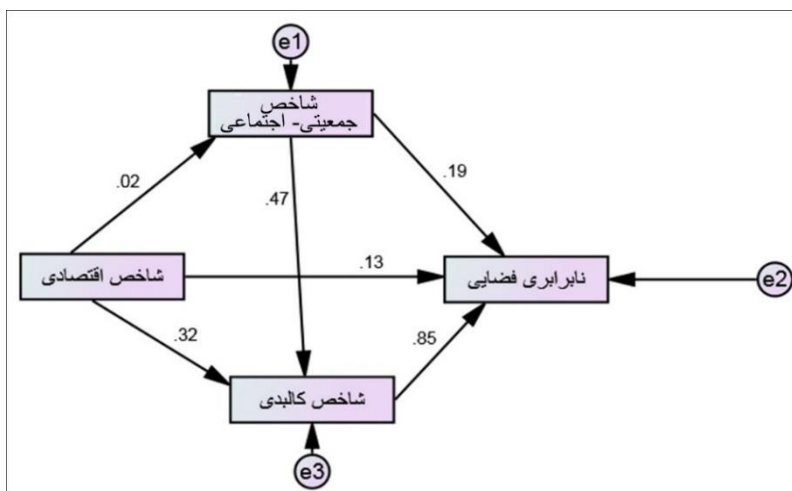 e1
شاخص
جمعیتی- اجتماعی
.02
.19
.47
شاخص اقتصادی
.13
نابرابری فضایی
e2
.32
.85
شاخص کالبدی
e3